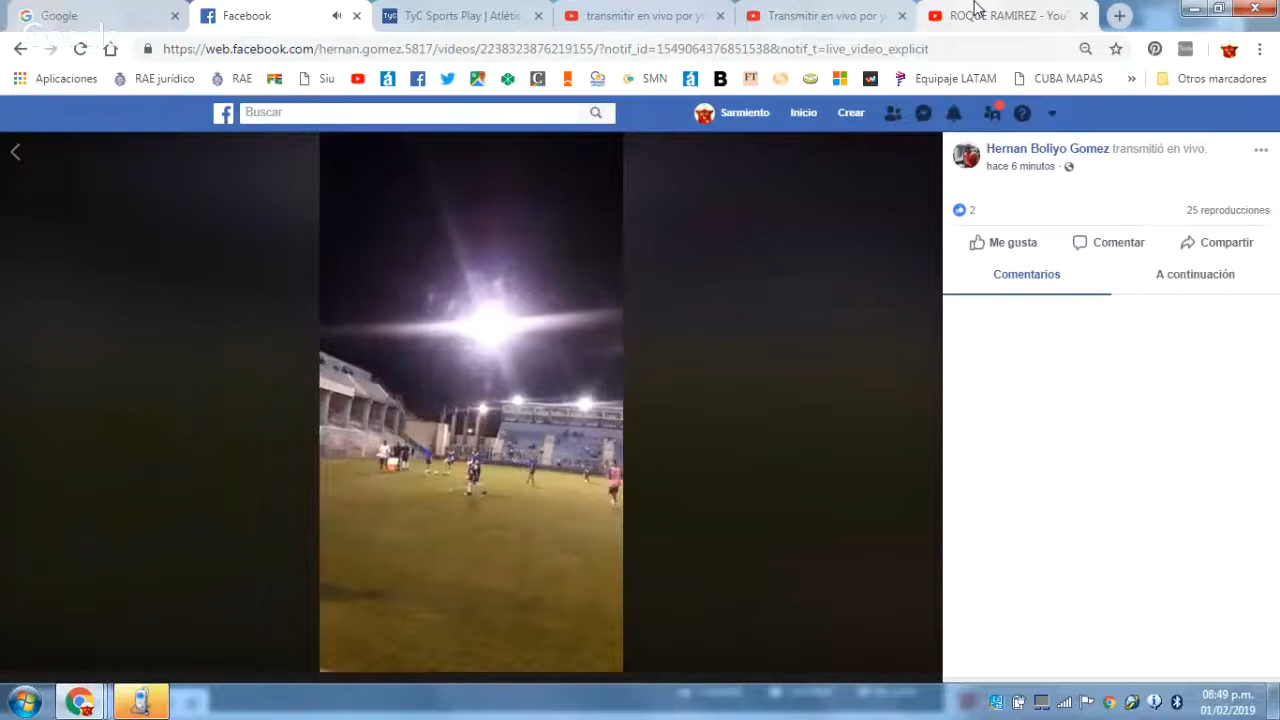 Google
Facebook
TyC Sports Play | Atlétic
transmitir en vivo por yo
Transmitir en vivo por yo
ROQUE RAMIREZ - YouT
https://web.facebook.com/hernan.gomez.5817/videos/2238323876219155/?notif_id=1549064376851538&notif_t=live_video_explicit
Aplicaciones RAE jurídico RAE Siu SMN Equipaje LATAM CUBA MAPAS » Otros marcadores
Buscar
Sarmiento Inicio Crear
Hernan Boliyo Gomez transmitió en vivo.
hace 6 minutos ·
2 25 reproducciones
Me gusta Comentar Compartir
Comentarios A continuación
08:49 p.m.
01/02/2019